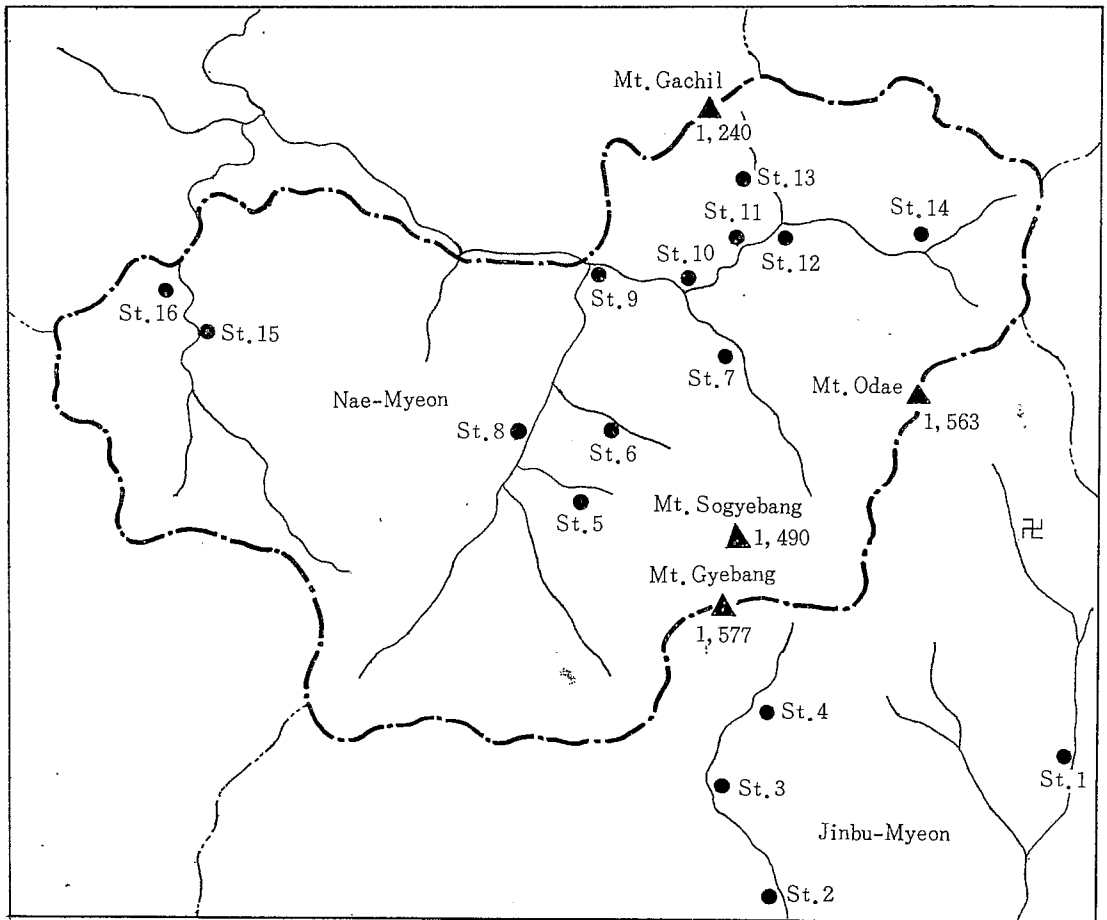 Mt. Gachil
1,240
St. 13
St. 11
St. 14
St. 10
St. 12
St. 9
St. 16
St. 15
St. 7
Mt. Odae
1,563
Nae-Myeon
St. 8
St. 6
St. 5
Mt. Sogyebang
1,490
卍
Mt. Gyebang
1,577
St. 4
St. 1
St. 3
Jinbu-Myeon
St. 2